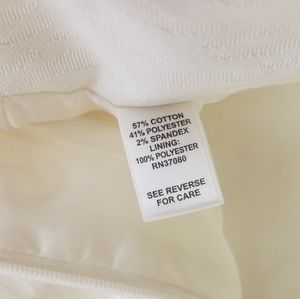 57% COTTON
41% POLYESTER
2% SPANDEX
LINING:
100% POLYESTER
RN37080
SEE REVERSE
FOR CARE